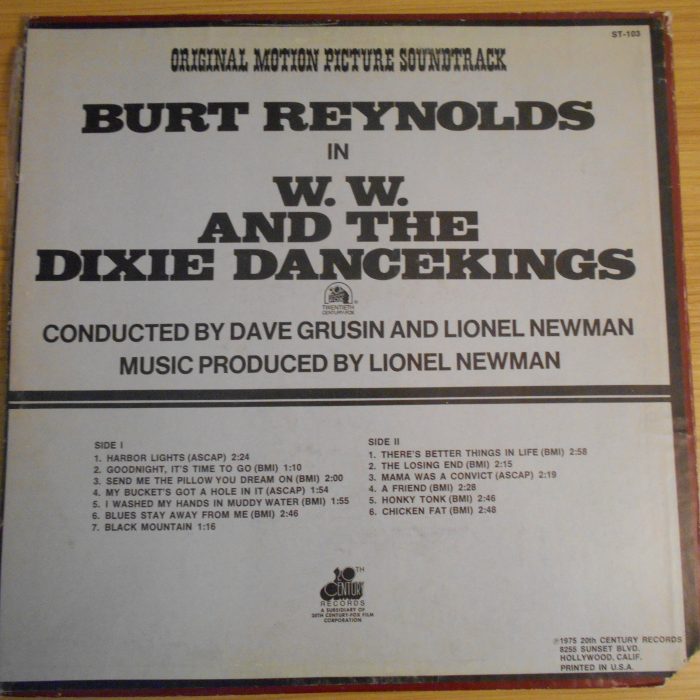 ST-103
ORIGINAL MOTION PICTURE SOUNDTRACK
BURT REYNOLDS
IN
W. W.
AND THE
DIXIE DANCEKINGS
TWENTIETH
CENTURY-FOX
CONDUCTED BY DAVE GRUSIN AND LIONEL NEWMAN
MUSIC PRODUCED BY LIONEL NEWMAN
SIDE I
1. HARBOR LIGHTS (ASCAP) 2:24
2. GOODNIGHT, IT'S TIME TO GO (BMI) 1:10
3. SEND ME THE PILLOW YOU DREAM ON (BMI) 2:00
4. MY BUCKET'S GOT A HOLE IN IT (ASCAP) 1:54
5. I WASHED MY HANDS IN MUDDY WATER (BMI) 1:55
6. BLUES STAY AWAY FROM ME (BMI) 2:46
7. BLACK MOUNTAIN 1:16
SIDE II
1. THERE'S BETTER THINGS IN LIFE (BMI) 2:58
2. THE LOSING END (BMI) 2:15
3. MAMA WAS A CONVICT (ASCAP) 2:19
4. A FRIEND (BMI) 2:28
5. HONKY TONK (BMI) 2:46
6. CHICKEN FAT (BMI) 2:48
20TH
CENTURY
RECORDS
A SUBSIDIARY OF
20TH CENTURY-FOX FILM
CORPORATION
℗1975 20th CENTURY RECORDS
8255 SUNSET BLVD.
HOLLYWOOD, CALIF.
PRINTED IN U.S.A.